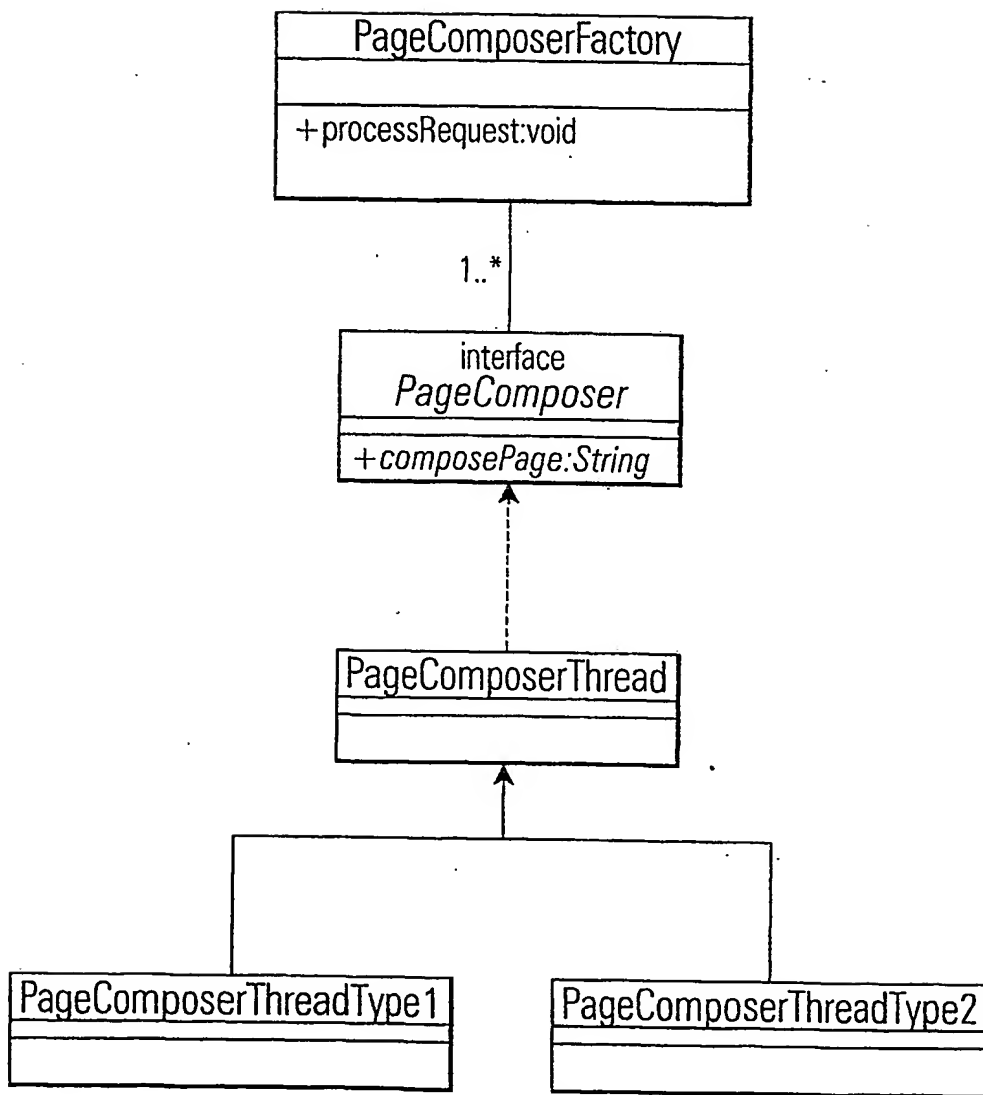 PageComposerFactory
+processRequest:void
1..*
interface
PageComposer
+composePage:String
PageComposerThread
PageComposerThreadType1
PageComposerThreadType2